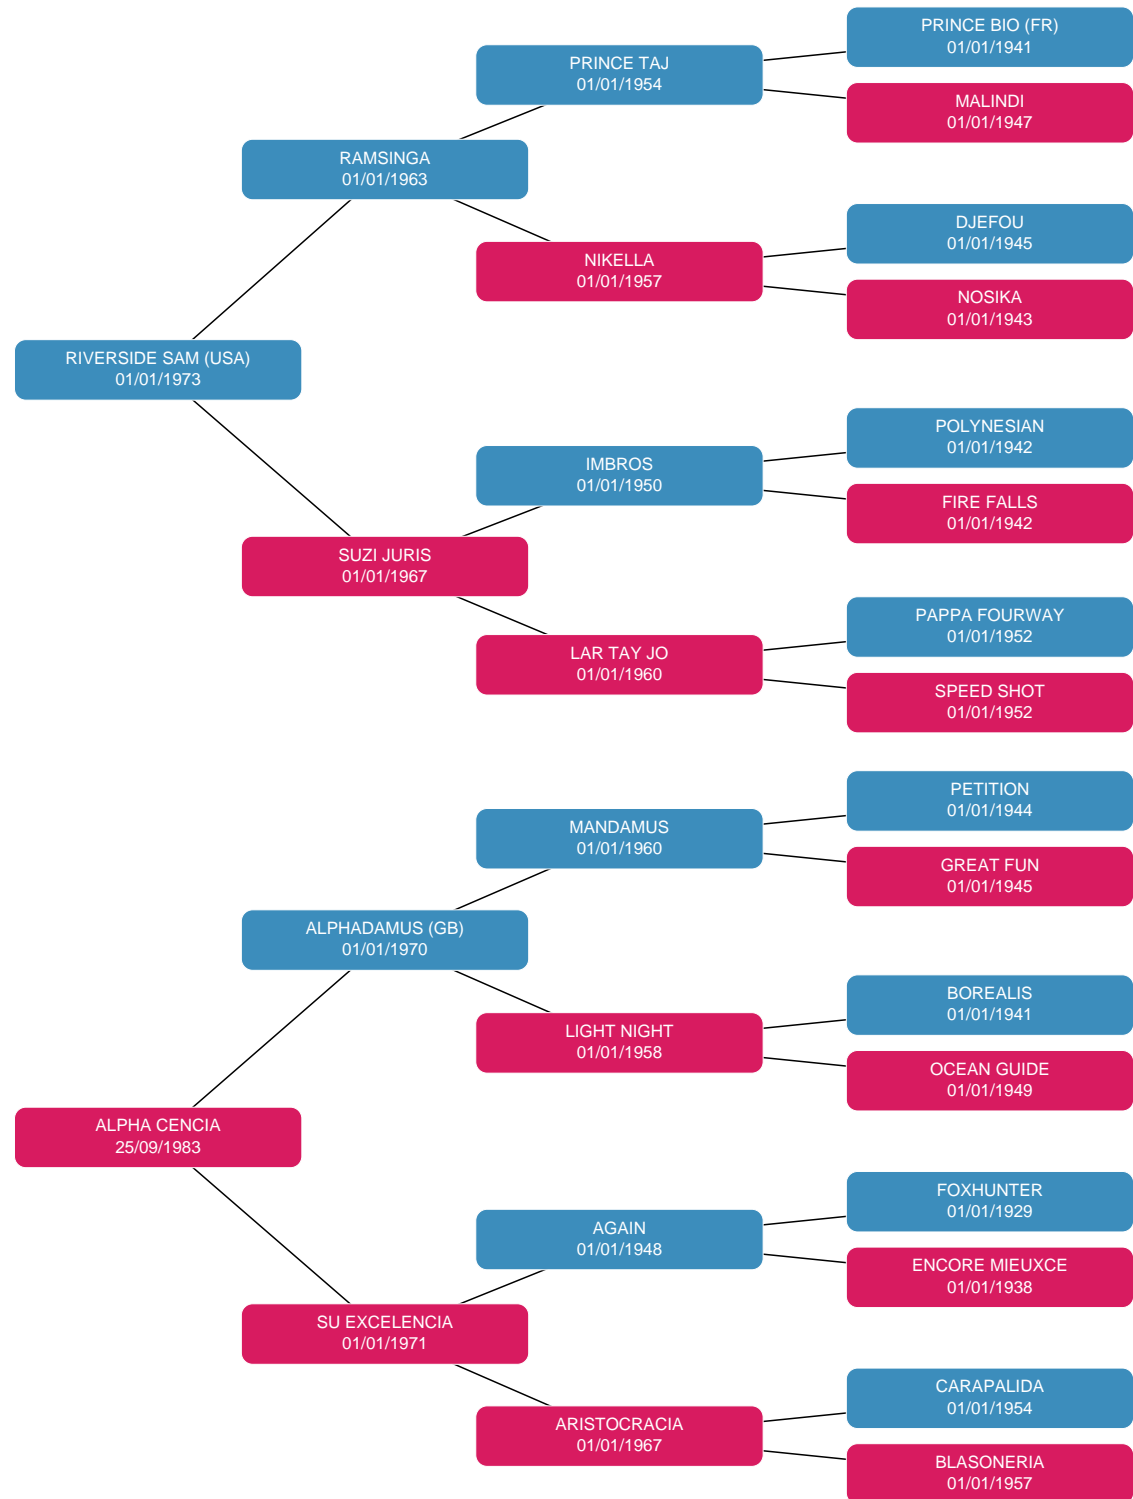 PRINCE BIO (FR)
01/01/1941
PRINCE TAJ
01/01/1954
MALINDI
01/01/1947
RAMSINGA
01/01/1963
DJEFOU
01/01/1945
NIKELLA
01/01/1957
NOSIKA
01/01/1943
RIVERSIDE SAM (USA)
01/01/1973
POLYNESIAN
01/01/1942
IMBROS
01/01/1950
FIRE FALLS
01/01/1942
SUZI JURIS
01/01/1967
PAPPA FOURWAY
01/01/1952
LAR TAY JO
01/01/1960
SPEED SHOT
01/01/1952
PETITION
01/01/1944
MANDAMUS
01/01/1960
GREAT FUN
01/01/1945
ALPHADAMUS (GB)
01/01/1970
BOREALIS
01/01/1941
LIGHT NIGHT
01/01/1958
OCEAN GUIDE
01/01/1949
ALPHA CENCIA
25/09/1983
FOXHUNTER
01/01/1929
AGAIN
01/01/1948
ENCORE MIEUXCE
01/01/1938
SU EXCELENCIA
01/01/1971
CARAPALIDA
01/01/1954
ARISTOCRACIA
01/01/1967
BLASONERIA
01/01/1957